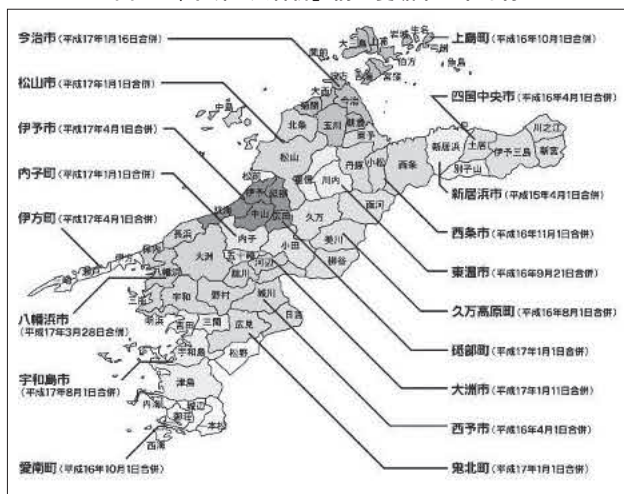 今治市(平成17年1月16日合併)
松山市(平成17年1月1日合併)
伊予市(平成17年4月1日合併)
内子町(平成17年1月1日合併)
伊方町(平成17年4月1日合併)
八幡浜市
(平成17年3月28日合併)
宇和島市
(平成17年8月1日合併)
愛南町(平成16年10月1日合併)
上島町(平成16年10月1日合併)
四国中央市(平成16年4月1日合併)
新居浜市
(平成15年4月1日合併)
西条市
(平成16年11月1日合併)
東温市
(平成16年9月21日合併)
久万高原町(平成16年8月1日合併)
砥部町(平成17年1月1日合併)
大洲市
(平成17年1月11日合併)
西予市(平成16年4月1日合併)
鬼北町(平成17年1月1日合併)
岩城
生名
弓削
魚島
大三島
上浦
伯方
宮窪
大西
今治
菊間
玉川
朝倉
東予
中島
北条
松山
重信
川内
丹原
小松
西条
新居浜
別子山
土居
伊予三島
川之江
新宮
松前
伊予
砥部
双海
中山
広田
久万
面河
美川
柳谷
小田
内子
五十崎
長浜
大洲
河辺
肱川
保内
八幡浜
伊方
瀬戸
三崎
三瓶
宇和
野村
城川
明浜
吉田
三間
広見
日吉
宇和島
松野
津島
内海
御荘
城辺
本松
西海